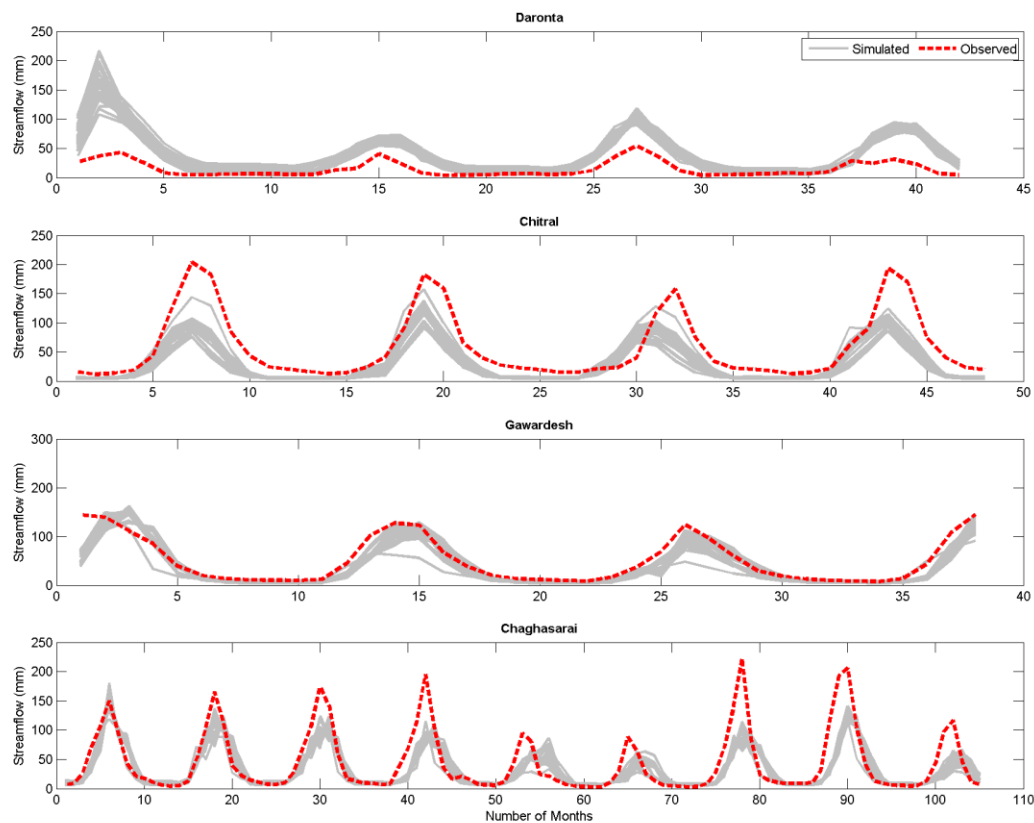 Daronta
Streamflow (mm)
250
200
150
100
50
0
Simulated
Observed
0 5 10 15 20 25 30 35 40 45
Chitral
Streamflow (mm)
250
200
150
100
50
0
0 5 10 15 20 25 30 35 40 45 50
Gawardesh
Streamflow (mm)
300
200
100
0
0 5 10 15 20 25 30 35 40
Chaghasarai
Streamflow (mm)
250
200
150
100
50
0
0 10 20 30 40 50 60 70 80 90 100 110
Number of Months